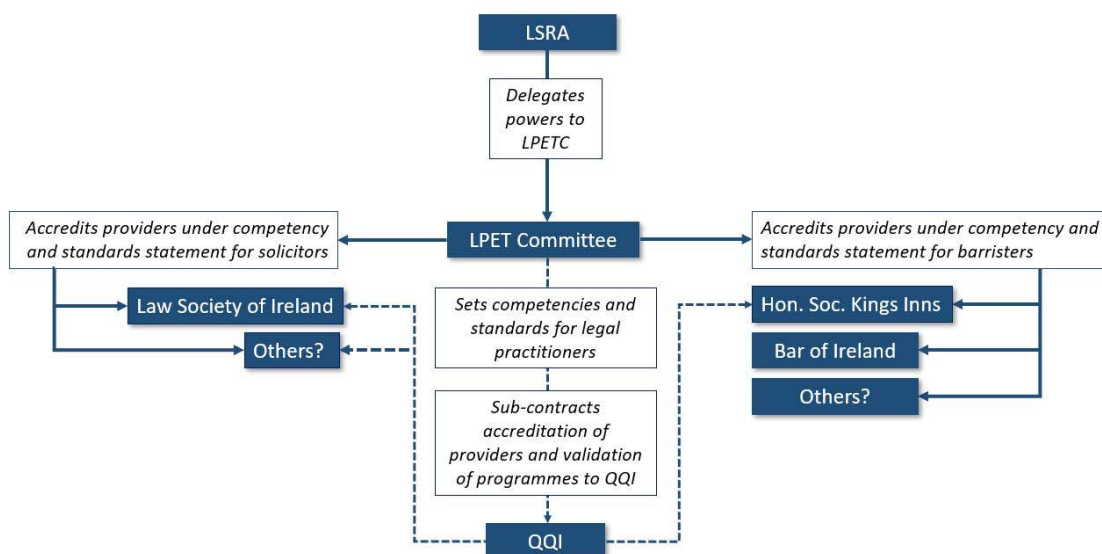 LSRA
Delegates
powers to
LPETC
Accredits providers under competency
and standards statement for solicitors
LPET Committee
Accredits providers under competency and
standards statement for barristers
Law Society of Ireland
Others?
Sets competencies and
standards for legal
practitioners
Hon. Soc. Kings Inns
Bar of Ireland
Others?
Sub-contracts
accreditation of
providers and validation
of programmes to QQI
QQI